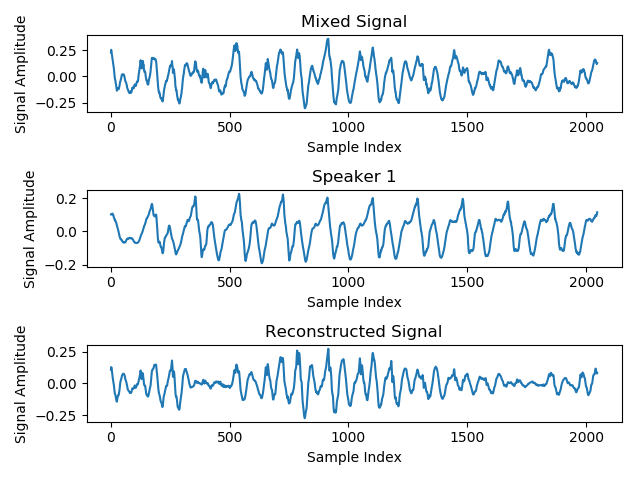 Mixed Signal
Signal Amplitude
0.25
0.00
−0.25
0 500 1000 1500 2000
Sample Index
Speaker 1
Signal Amplitude
0.2
0.0
−0.2
0 500 1000 1500 2000
Sample Index
Reconstructed Signal
Signal Amplitude
0.25
0.00
−0.25
0 500 1000 1500 2000
Sample Index